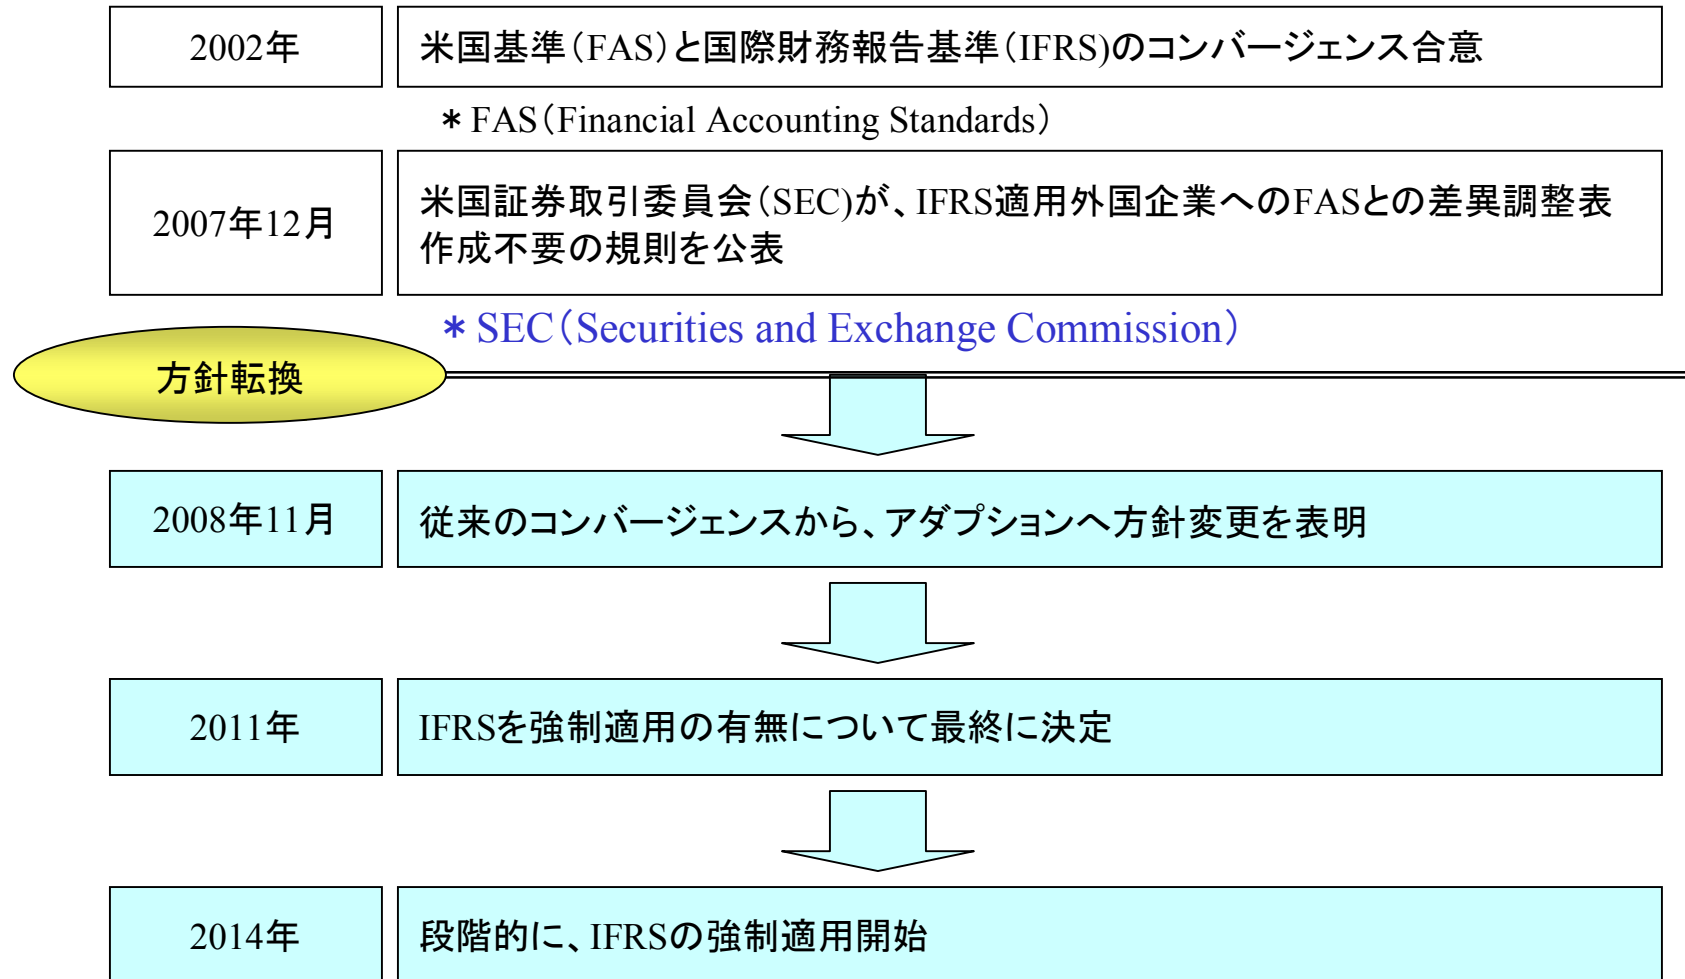 2002年
米国基準（FAS）と国際財務報告基準（IFRS)のコンバージェンス合意
＊FAS（Financial Accounting Standards）
2007年12月
米国証券取引委員会（SEC)が、IFRS適用外国企業へのFASとの差異調整表
作成不要の規則を公表
＊SEC（Securities and Exchange Commission）
方針転換
2008年11月
従来のコンバージェンスから、アダプションへ方針変更を表明
2011年
IFRSを強制適用の有無について最終に決定
2014年
段階的に、IFRSの強制適用開始